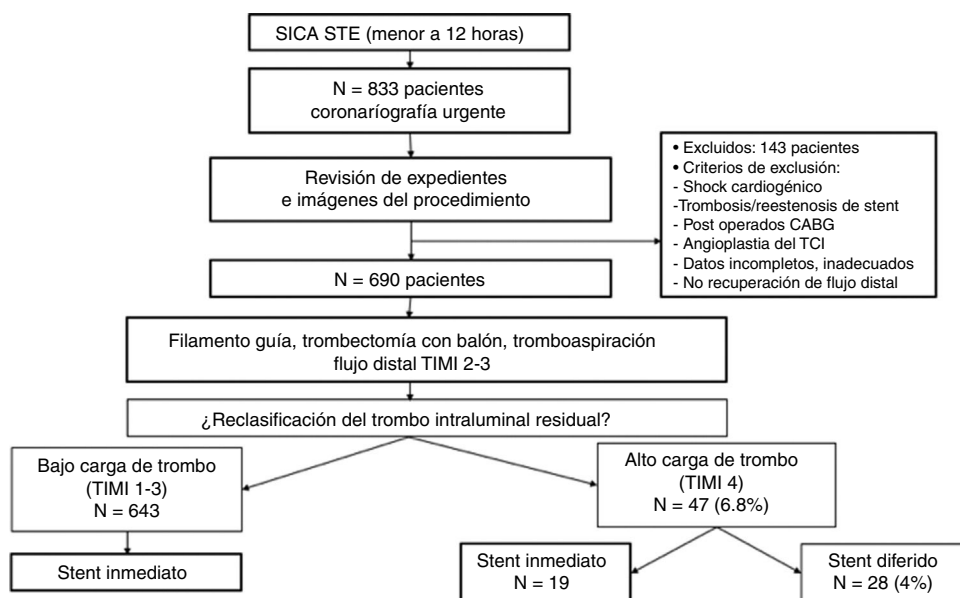 SICA STE (menor a 12 horas)
N = 833 pacientes
coronaríografía urgente
Revisión de expedientes
e imágenes del procedimiento
• Excluidos: 143 pacientes
• Criterios de exclusión:
- Shock cardiogénico
-Trombosis/reestenosis de stent
- Post operados CABG
- Angioplastia del TCI
- Datos incompletos, inadecuados
- No recuperación de flujo distal
N = 690 pacientes
Filamento guía, trombectomía con balón, tromboaspiración
flujo distal TIMI 2-3
¿Reclasificación del trombo intraluminal residual?
Bajo carga de trombo
(TIMI 1-3)
N = 643
Alto carga de trombo
(TIMI 4)
N = 47 (6.8%)
Stent inmediato
Stent inmediato
N = 19
Stent diferido
N = 28 (4%)